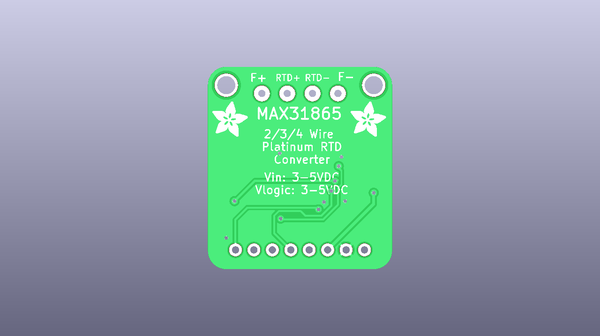 F+ RTD+ RTD- F-
MAX31865
2/3/4 Wire
Platinum RTD
Converter
Vin: 3-5VDC
Vlogic: 3-5VDC